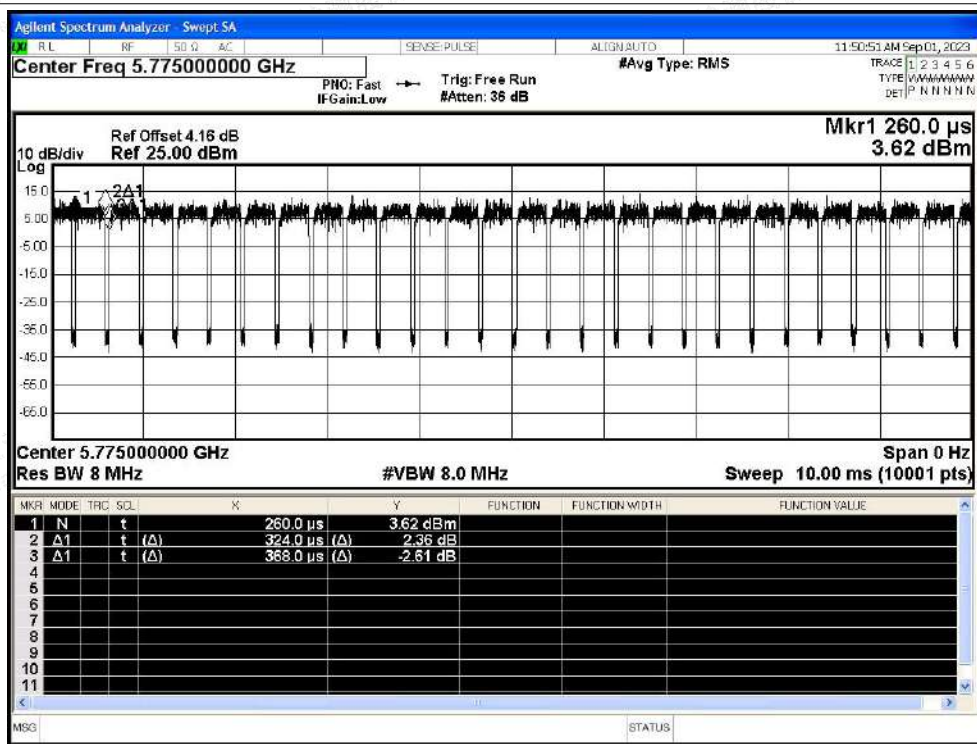 Agilent Spectrum Analyzer - Swept SA
LXI RL RF 50 Ω AC SENSE:PULSE ALIGNAUTO 11:50:51 AM Sep 01, 2023
Center Freq 5.775000000 GHz
PNO: Fast
IFGain:Low
Trig: Free Run
#Atten: 36 dB
#Avg Type: RMS
TRACE 1 2 3 4 5 6
TYPE
DET P N N N N N
Mkr1 260.0 µs
3.62 dBm
Ref Offset 4.16 dB
10 dB/div Ref 25.00 dBm
Log
15.0
5.00
-5.00
-15.0
-25.0
-35.0
-45.0
-55.0
-65.0
1 2Δ1
Center 5.775000000 GHz Span 0 Hz
Res BW 8 MHz #VBW 8.0 MHz Sweep 10.00 ms (10001 pts)
MKR MODE TRC SCL X Y FUNCTION FUNCTION WIDTH FUNCTION VALUE
1 N t 260.0 µs 3.62 dBm
2 Δ1 t (Δ) 324.0 µs (Δ) 2.36 dB
3 Δ1 t (Δ) 368.0 µs (Δ) -2.61 dB
4
5
6
7
8
9
10
11
MSG STATUS